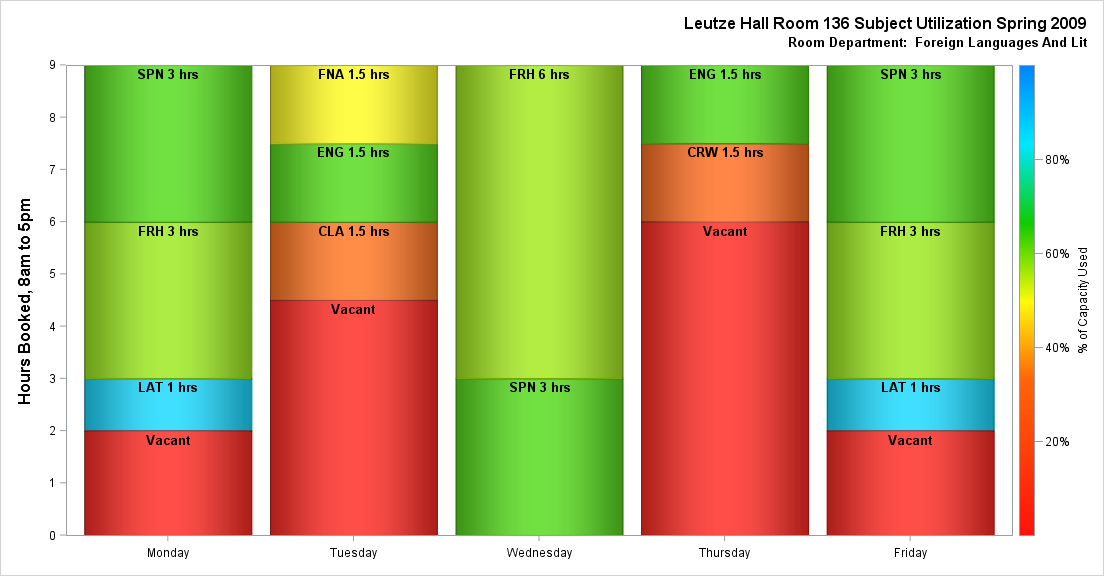 Leutze Hall Room 136 Subject Utilization Spring 2009
Room Department:  Foreign Languages And Lit
Hours Booked, 8am to 5pm
9
8
7
6
5
4
3
2
1
0
SPN 3 hrs
FRH 3 hrs
LAT 1 hrs
Vacant
FNA 1.5 hrs
ENG 1.5 hrs
CLA 1.5 hrs
Vacant
FRH 6 hrs
SPN 3 hrs
ENG 1.5 hrs
CRW 1.5 hrs
Vacant
SPN 3 hrs
FRH 3 hrs
LAT 1 hrs
Vacant
Monday
Tuesday
Wednesday
Thursday
Friday
80%
60%
40%
20%
% of Capacity Used